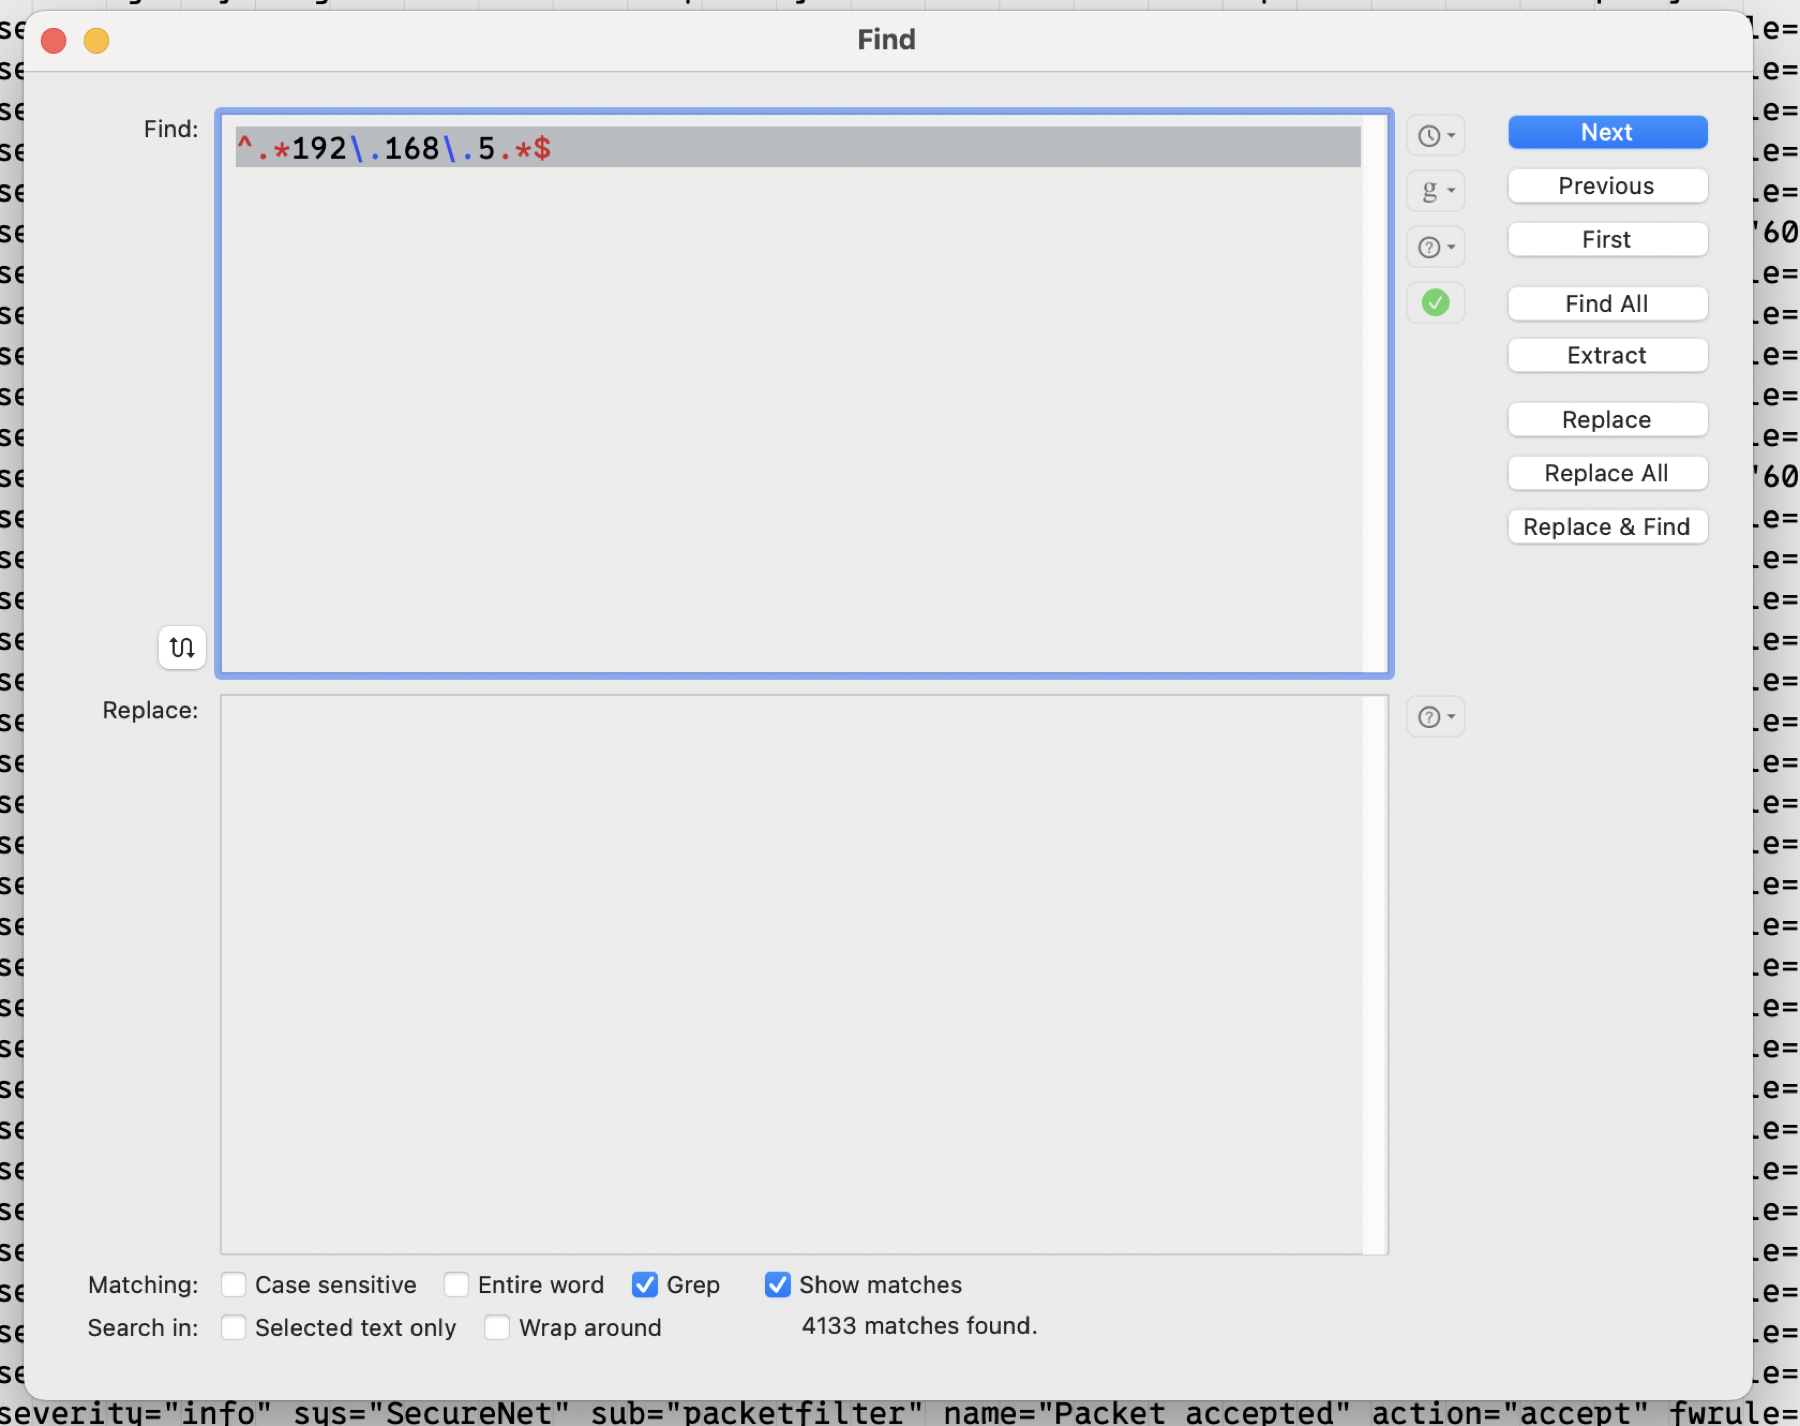 Find
Find:
^.*192\.168\.5.*$
g
Next
Previous
First
Find All
Extract
Replace
Replace All
Replace & Find
Replace:
Matching:
Case sensitive
Entire word
Grep
Show matches
Search in:
Selected text only
Wrap around
4133 matches found.
severity="info" sys="SecureNet" sub="packetfilter" name="Packet accepted" action="accept" fwrule=